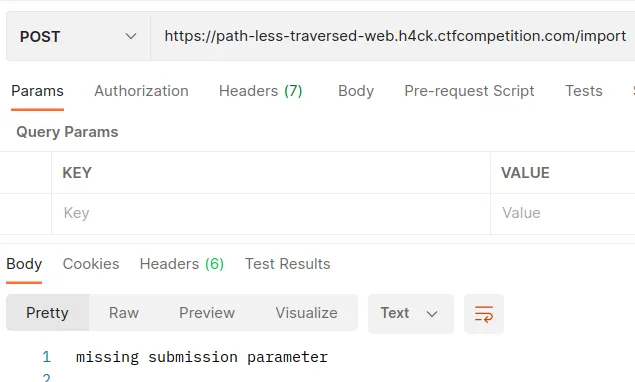 POST https://path-less-traversed-web.h4ck.ctfcompetition.com/import
Params Authorization Headers (7) Body Pre-request Script Tests
Query Params
KEY VALUE
Key Value
Body Cookies Headers (6) Test Results
Pretty Raw Preview Visualize Text
1 missing submission parameter
2